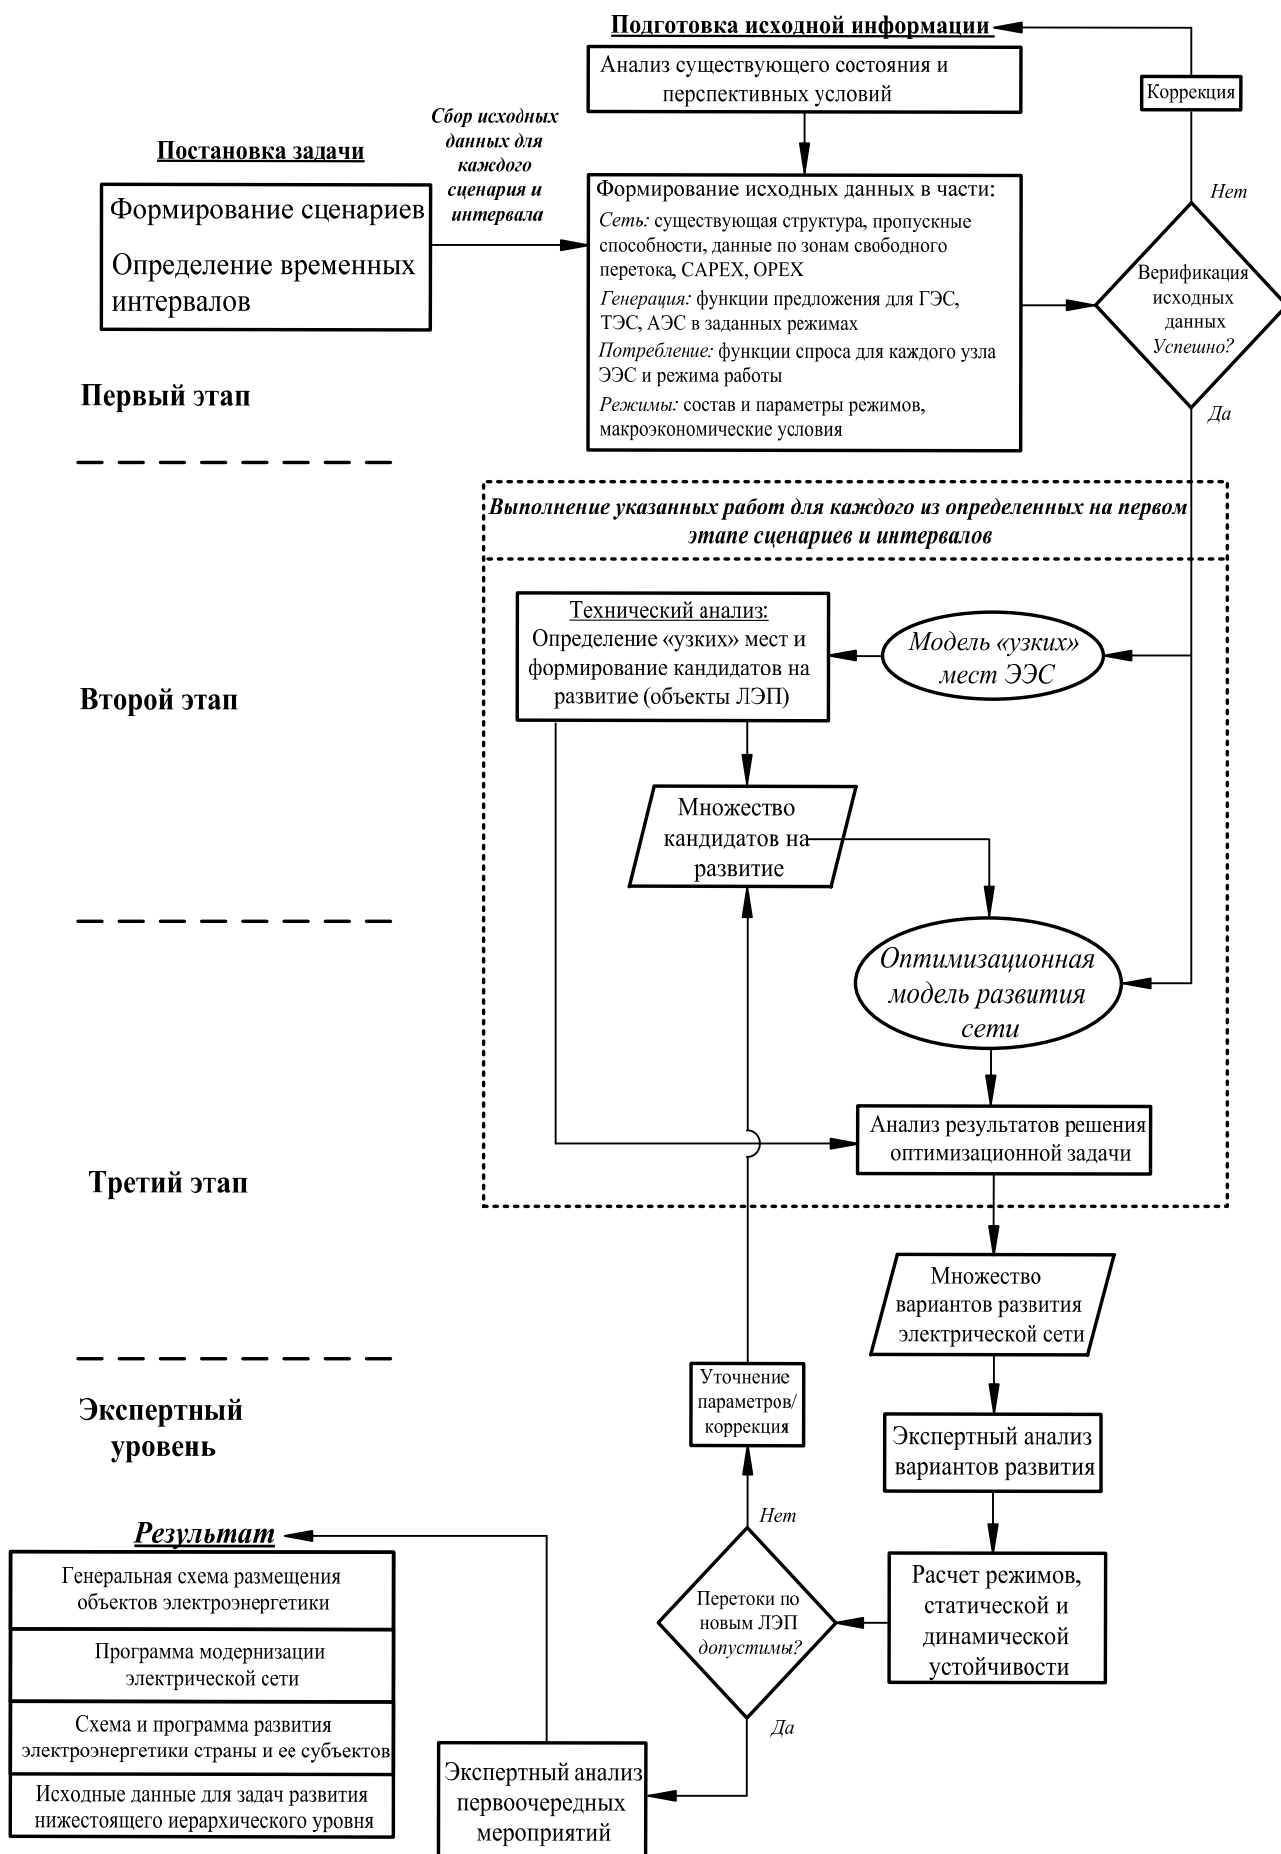 Подготовка исходной информации
Анализ существующего состояния и
перспективных условий
Коррекция
Сбор исходных
данных для
каждого
сценария и
интервала
Постановка задачи
Формирование сценариев
Определение временных
интервалов
Формирование исходных данных в части:
Сеть: существующая структура, пропускные
способности, данные по зонам свободного
перетока, CAPEX, OPEX
Генерация: функции предложения для ГЭС,
ТЭС, АЭС в заданных режимах
Потребление: функции спроса для каждого узла
ЭЭС и режима работы
Режимы: состав и параметры режимов,
макроэкономические условия
Нет
Верификация
исходных
данных
Успешно?
Да
Первый этап
Выполнение указанных работ для каждого из определенных на первом
этапе сценариев и интервалов
Технический анализ:
Определение «узких» мест и
формирование кандидатов на
развитие (объекты ЛЭП)
Модель «узких»
мест ЭЭС
Второй этап
Множество
кандидатов на
развитие
Оптимизационная
модель развития
сети
Анализ результатов решения
оптимизационной задачи
Третий этап
Множество
вариантов развития
электрической сети
Уточнение
параметров/
коррекция
Экспертный
уровень
Экспертный анализ
вариантов развития
Нет
Перетоки по
новым ЛЭП
допустимы?
Да
Расчет режимов,
статической и
динамической
устойчивости
Результат
Генеральная схема размещения
объектов электроэнергетики
Программа модернизации
электрической сети
Схема и программа развития
электроэнергетики страны и ее субъектов
Исходные данные для задач развития
нижестоящего иерархического уровня
Экспертный анализ
первоочередных
мероприятий